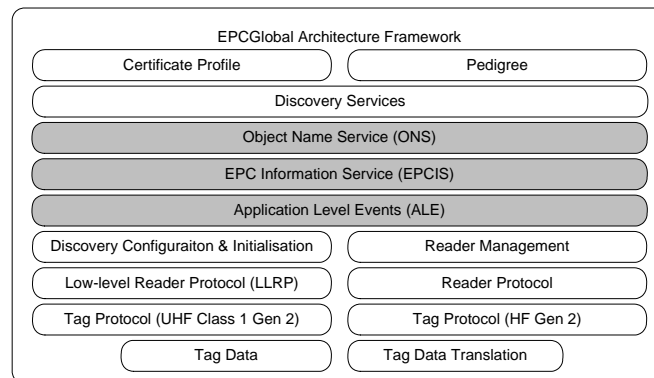 EPCGlobal Architecture Framework
Certificate Profile
Pedigree
Discovery Services
Object Name Service (ONS)
EPC Information Service (EPCIS)
Application Level Events (ALE)
Discovery Configuraiton & Initialisation
Reader Management
Low-level Reader Protocol (LLRP)
Reader Protocol
Tag Protocol (UHF Class 1 Gen 2)
Tag Protocol (HF Gen 2)
Tag Data
Tag Data Translation